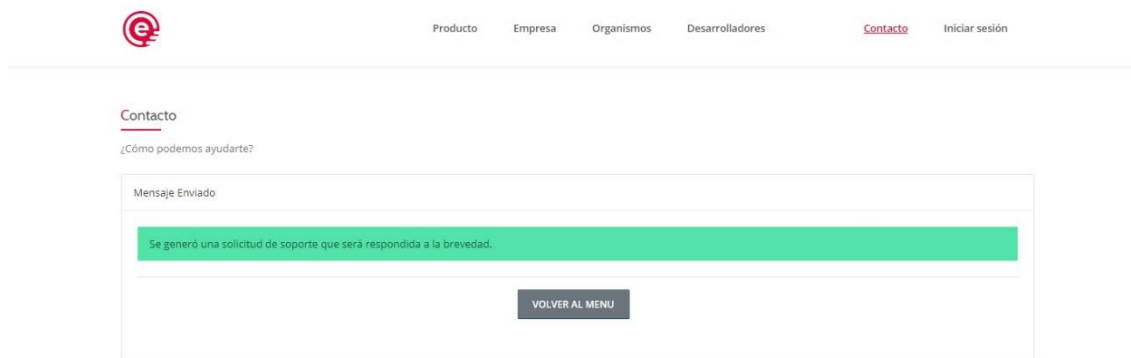 Producto Empresa Organismos Desarrolladores Contacto Iniciar sesión
Contacto
¿Cómo podemos ayudarte?
Mensaje Enviado
Se generó una solicitud de soporte que será respondida a la brevedad.
VOLVER AL MENU